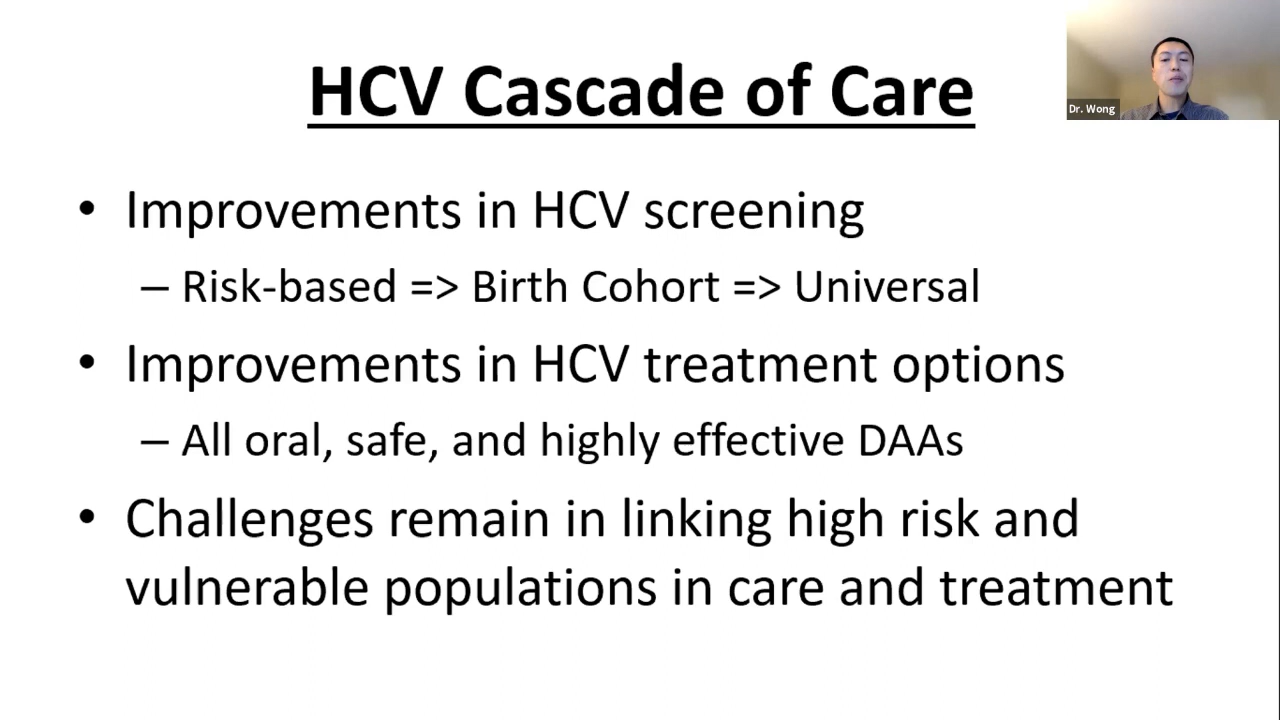 HCV Cascade of Care
Dr. Wong
• Improvements in HCV screening
– Risk-based => Birth Cohort => Universal
• Improvements in HCV treatment options
– All oral, safe, and highly effective DAAs
• Challenges remain in linking high risk and
vulnerable populations in care and treatment